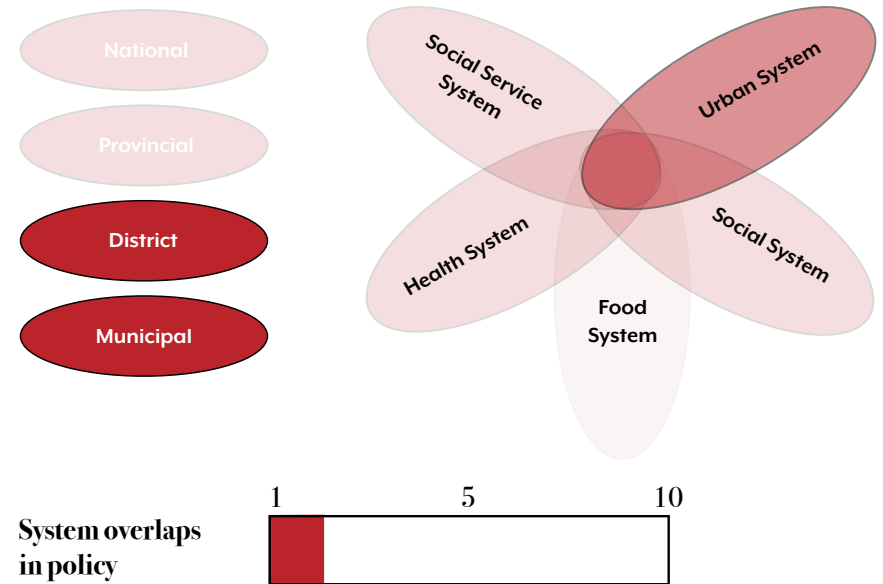 National
Provincial
District
Municipal
Social Service
System
Urban System
Health System
Social System
Food
System
1 5 10
System overlaps
in policy